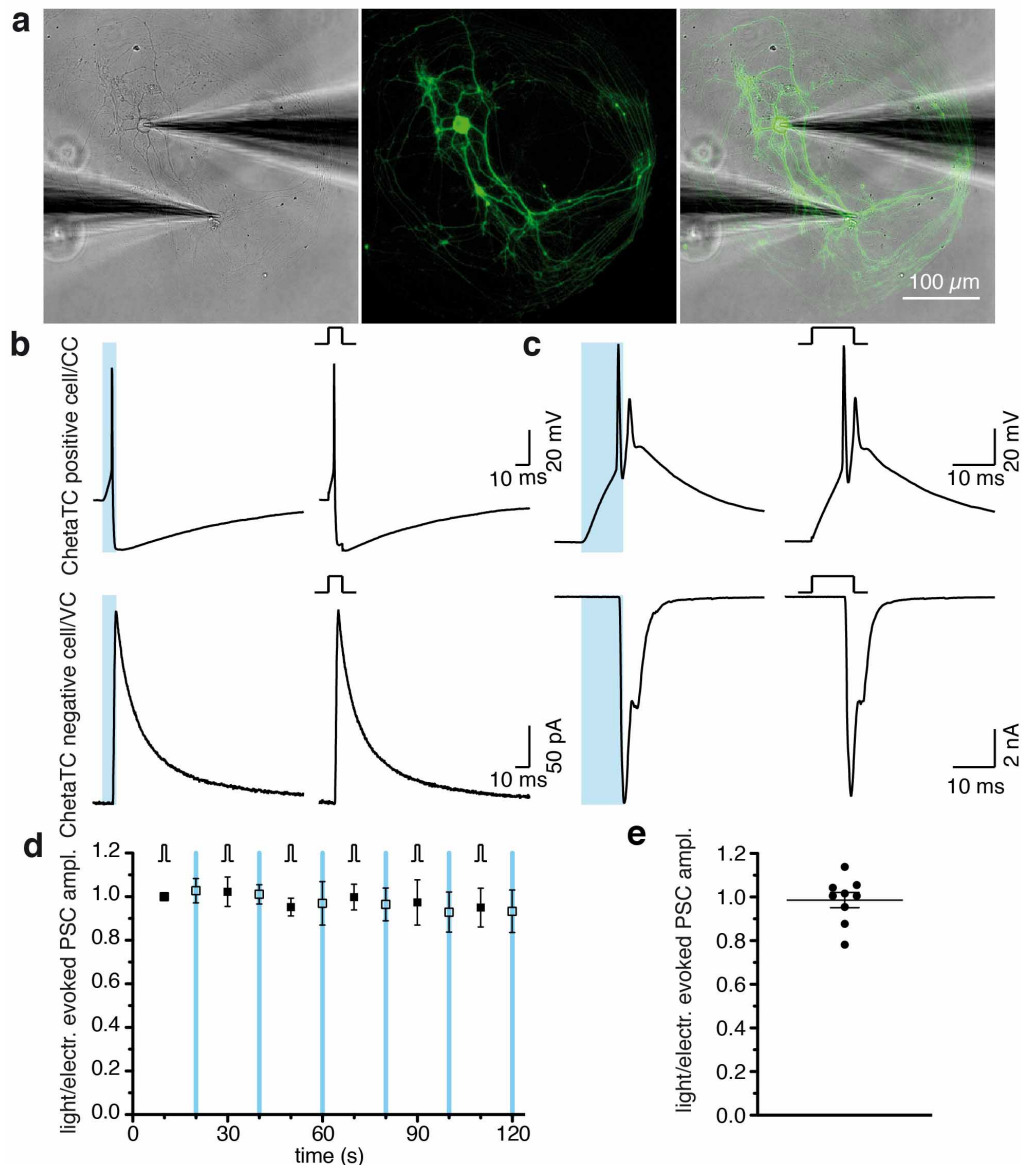 a
100 µm
b
ChetaTC positive cell/CC
20 mV
10 ms
c
20 mV
10 ms
ChetaTC negative cell/VC
50 pA
10 ms
2 nA
10 ms
d
light/electr. evoked PSC ampl.
1.2
1.0
0.8
0.6
0.4
0.2
0.0
0 30 60 90 120
time (s)
e
light/electr. evoked PSC ampl.
1.2
1.0
0.8
0.6
0.4
0.2
0.0